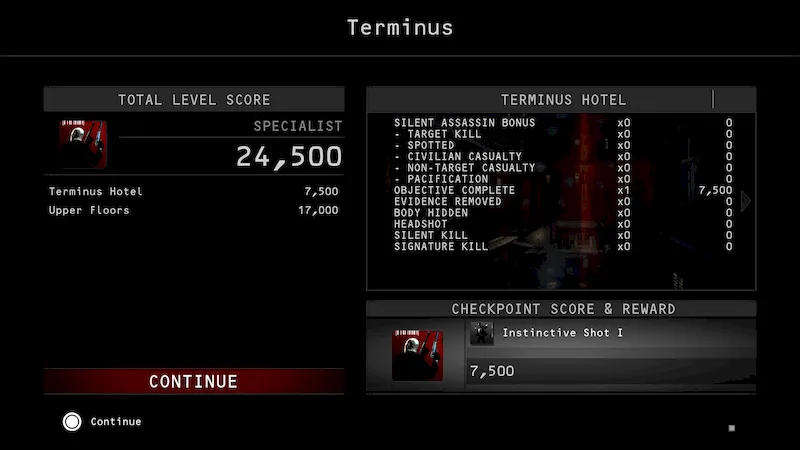 Terminus
TOTAL LEVEL SCORE
SPECIALIST
24,500
Terminus Hotel 7,500
Upper Floors 17,000
CONTINUE
Continue
TERMINUS HOTEL
SILENT ASSASSIN BONUS x0 0
- TARGET KILL x0 0
- SPOTTED x0 0
- CIVILIAN CASUALTY x0 0
- NON-TARGET CASUALTY x0 0
- PACIFICATION x0 0
OBJECTIVE COMPLETE x1 7,500
EVIDENCE REMOVED x0 0
BODY HIDDEN x0 0
HEADSHOT x0 0
SILENT KILL x0 0
SIGNATURE KILL x0 0
CHECKPOINT SCORE & REWARD
Instinctive Shot I
7,500